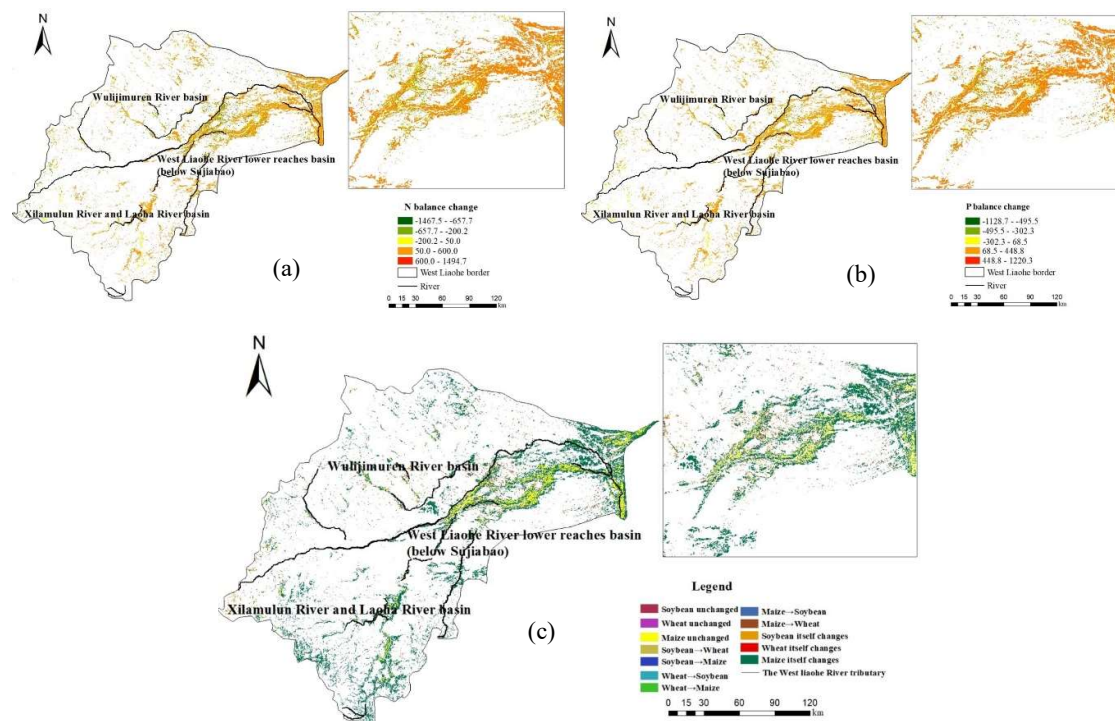 N
Wulijimuren River basin
West Liaohe River lower reaches basin
(below Sujiabao)
Xilamulun River and Laoha River basin
N balance change
-1467.5 - -657.7
-657.7 - -200.2
-200.2 - 50.0
50.0 - 600.0
600.0 - 1494.7
West Liaohe border
River
0 15 30 60 90 120
km
(a)
N
Wulijimuren River basin
West Liaohe River lower reaches basin
(below Sujiabao)
Xilamulun River and Laoha River basin
P balance change
-1128.7 - -495.5
-495.5 - -302.3
-302.3 - 68.5
68.5 - 448.8
448.8 - 1220.3
West Liaohe border
River
0 15 30 60 90 120
km
(b)
N
Wulijimuren River basin
West Liaohe River lower reaches basin
(below Sujiabao)
Xilamulun River and Laoha River basin
(c)
Legend
Soybean unchanged
Wheat unchanged
Maize unchanged
Soybean→Wheat
Soybean→Maize
Wheat→Soybean
Wheat→Maize
Maize→Soybean
Maize→Wheat
Soybean itself changes
Wheat itself changes
Maize itself changes
The West liaohe River tributary
0 15 30 60 90 120
km